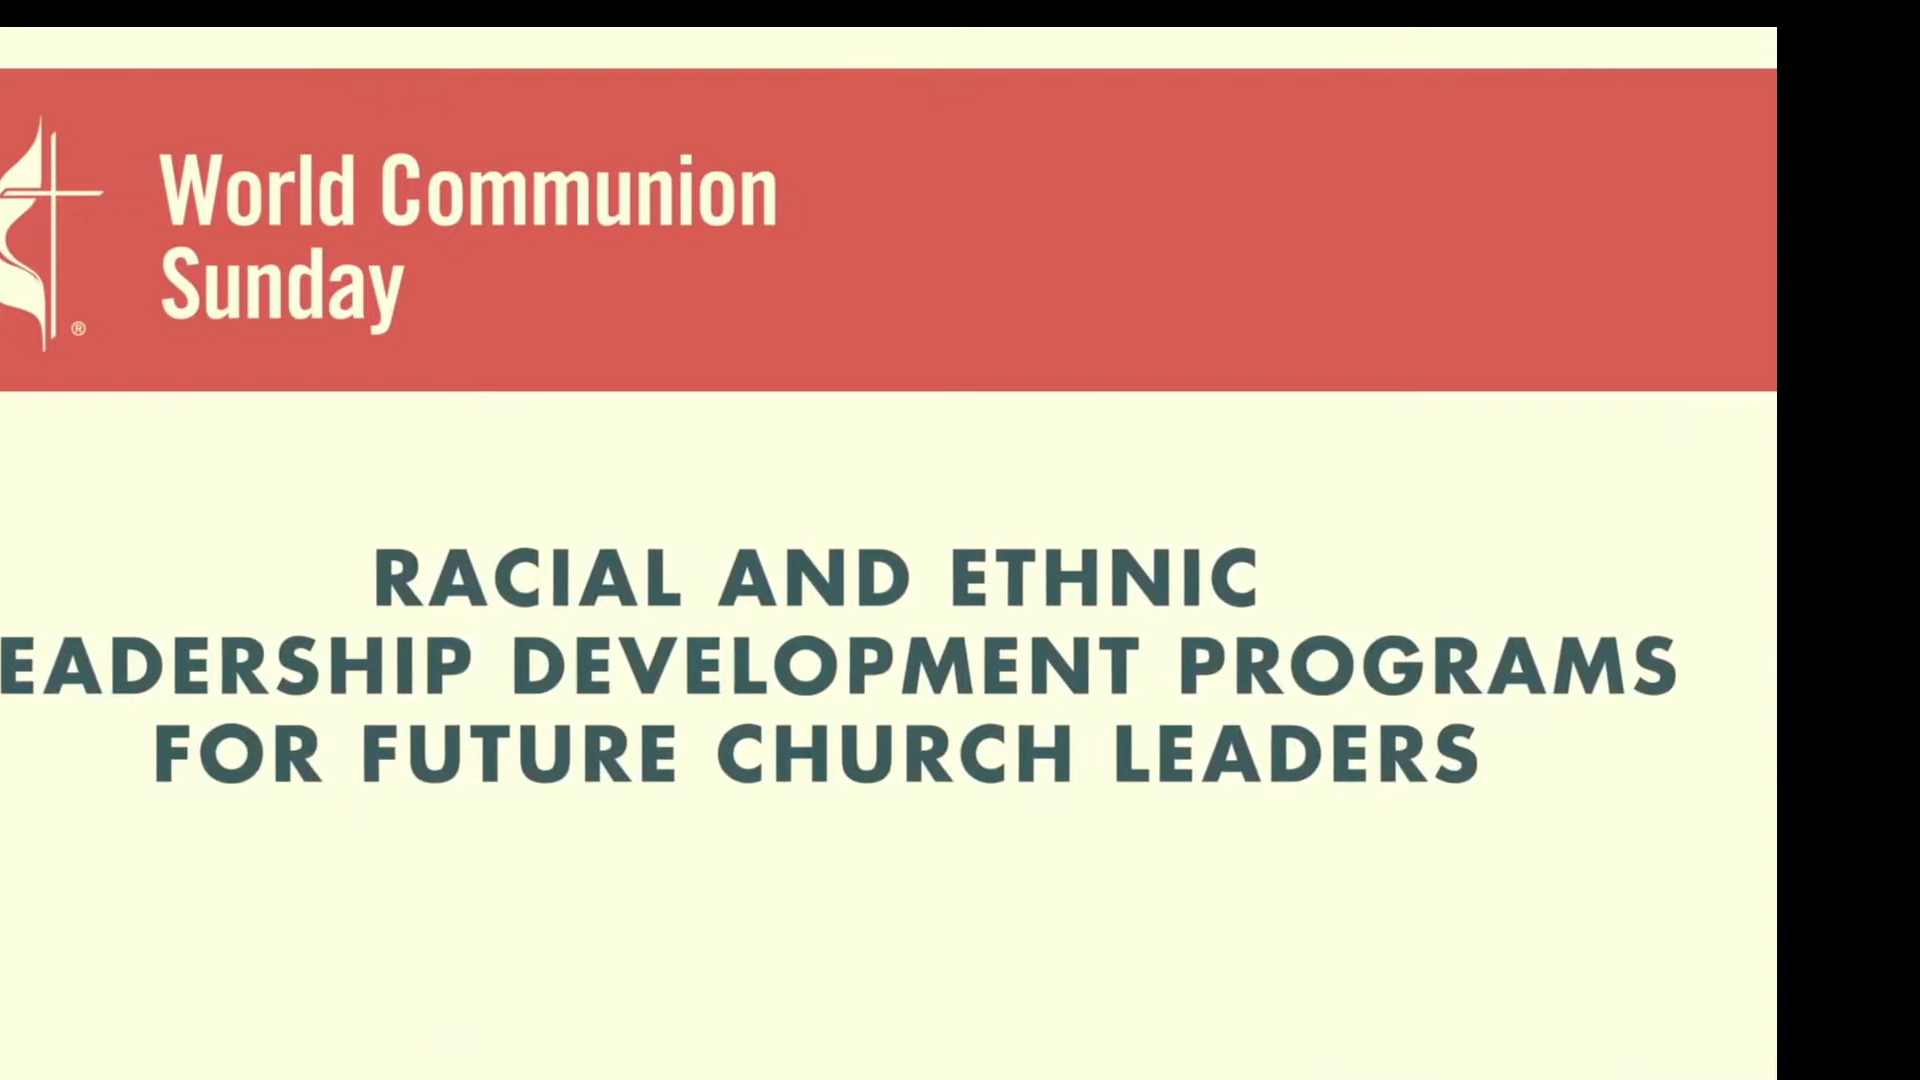 World Communion
Sunday
®
RACIAL AND ETHNIC
EADERSHIP DEVELOPMENT PROGRAMS
FOR FUTURE CHURCH LEADERS